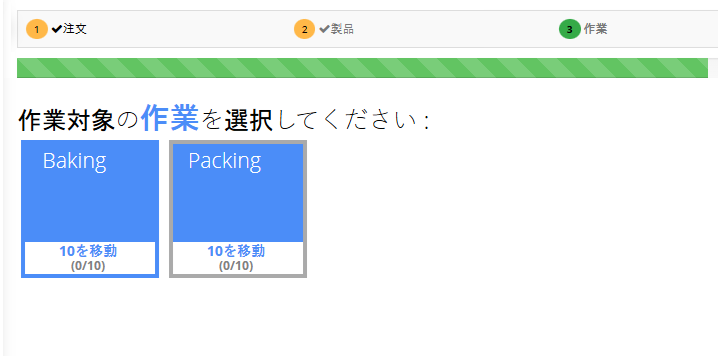 1 ✔注文 2 ✔製品 3 作業
作業対象の作業を選択してください :
Baking Packing
10を移動 10を移動
(0/10) (0/10)